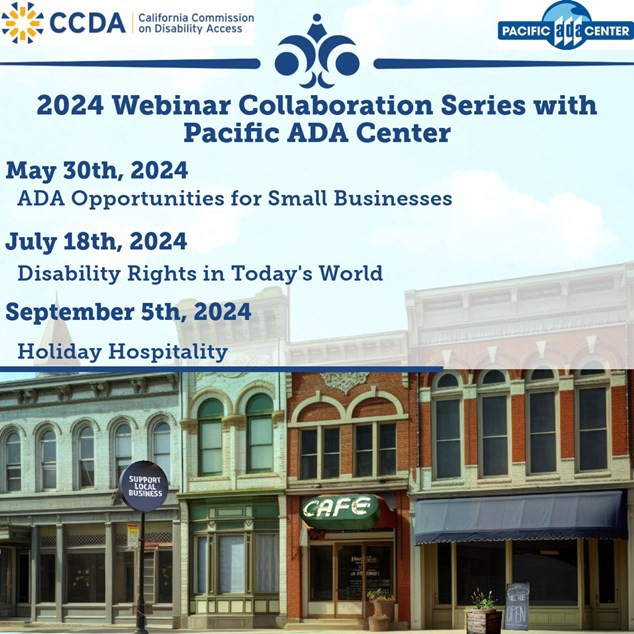 CCDA
California Commission
on Disability Access
PACIFIC ada CENTER
2024 Webinar Collaboration Series with
Pacific ADA Center
May 30th, 2024
ADA Opportunities for Small Businesses
July 18th, 2024
Disability Rights in Today's World
September 5th, 2024
Holiday Hospitality
SUPPORT
LOCAL
BUSINESS
CAFE
OPEN